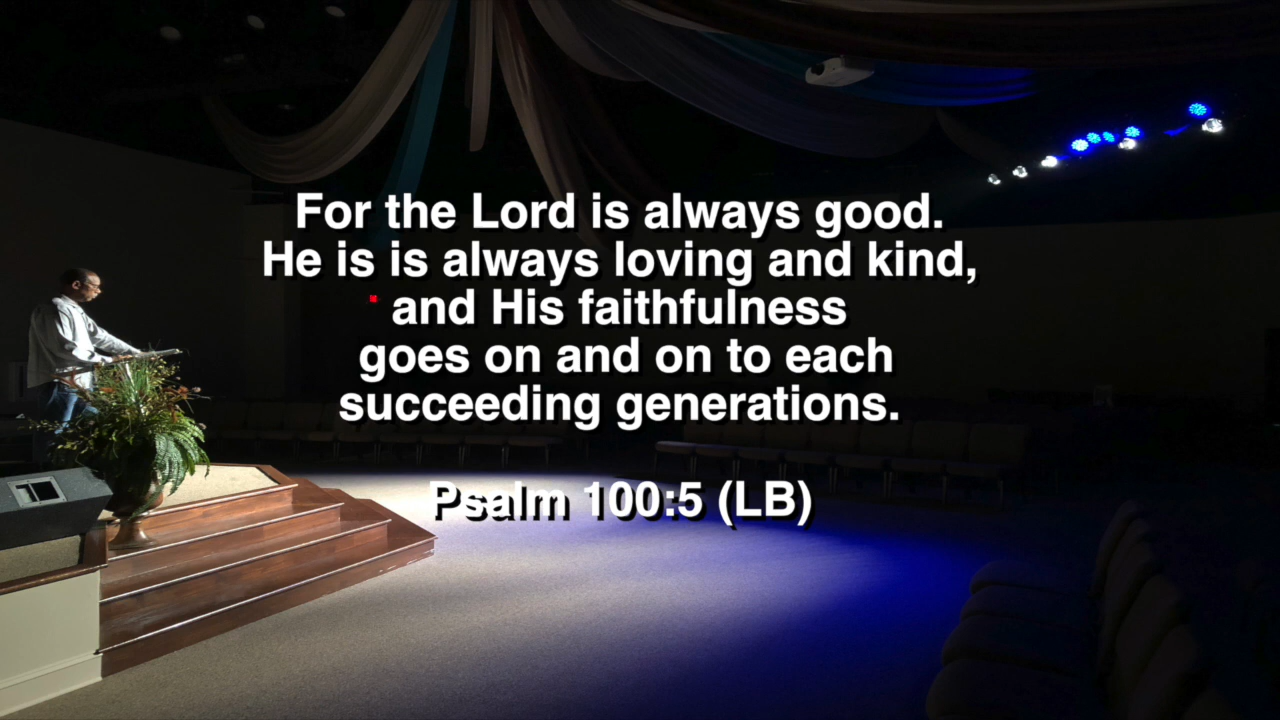 For the Lord is always good.
He is is always loving and kind,
and His faithfulness
goes on and on to each
succeeding generations.
Psalm 100:5 (LB)